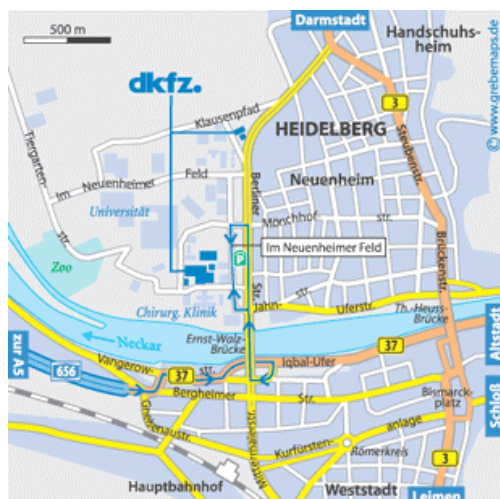 Darmstadt
500 m
Handschuhs-
heim
© www.grebemaps.de
dkfz.
Klausenpfad
3
HEIDELBERG
Steubenstr.
Tiergarten-
str.
Im Neuenheimer Feld
Berliner
Str.
Neuenheim
Universität
Mönchhof
str.
Im Neuenheimer Feld
P
Zoo
Brückenstr.
Jahn-
str.
Uferstr.
Chirurg. Klinik
Th.-Heuss-
Brücke
Neckar
Ernst-Walz-
Brücke
Altstadt
zur A5
656
Vangerow-
str.
37
Iqbal-Ufer
37
Bergheimer
Str.
Bismarck-
platz
Schloß
Czernyring
Mittermaierstr.
Kurfürsten-
anlage
Römerkreis
3
Hauptbahnhof
Weststadt
Leimen